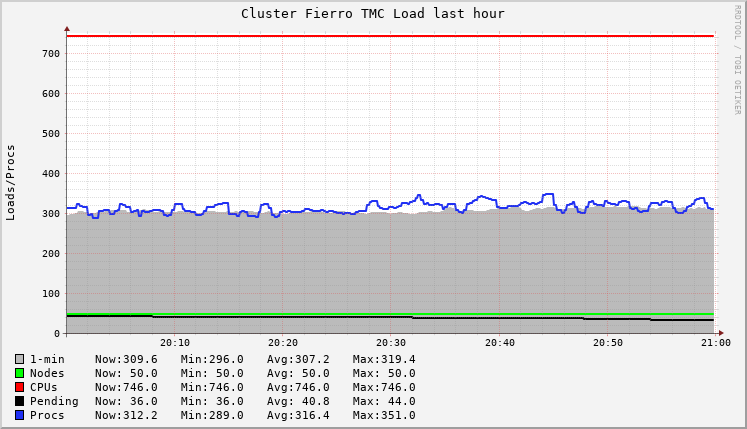 Cluster Fierro TMC Load last hour
RRDTOOL / TOBI OETIKER
Loads/Procs
700
600
500
400
300
200
100
0
20:10 20:20 20:30 20:40 20:50 21:00
1-min Now:309.6 Min:296.0 Avg:307.2 Max:319.4
Nodes Now: 50.0 Min: 50.0 Avg: 50.0 Max: 50.0
CPUs Now:746.0 Min:746.0 Avg:746.0 Max:746.0
Pending Now: 36.0 Min: 36.0 Avg: 40.8 Max: 44.0
Procs Now:312.2 Min:289.0 Avg:316.4 Max:351.0